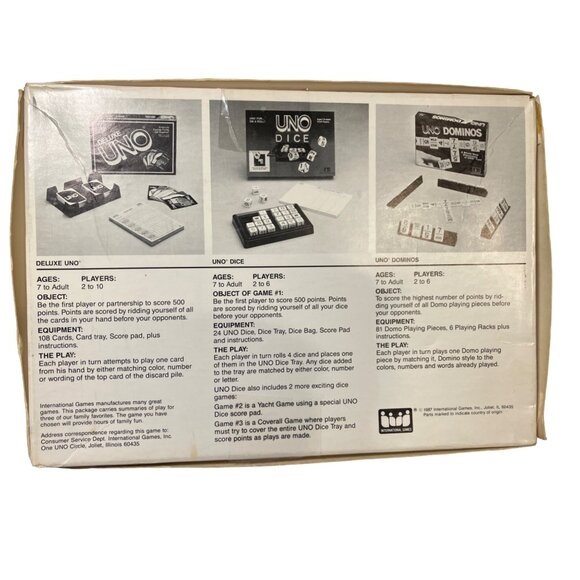 DELUXE
UNO
UNO
DICE
UNO DOMINOS
UNO DOMINOS
DELUXE UNO®
AGES: PLAYERS:
7 to Adult 2 to 10
OBJECT:
Be the first player or partnership to score 500
points. Points are scored by ridding yourself of all
the cards in your hand before your opponents.
EQUIPMENT:
108 Cards, Card tray, Score pad, plus
instructions.
THE PLAY:
Each player in turn attempts to play one card
from his hand by either matching color, number
or wording of the top card of the discard pile.
International Games manufactures many great
games. This package carries summaries of play for
three of our family favorites. The game you have
chosen will provide hours of family fun.
Address correspondence regarding this game to:
Consumer Service Dept. International Games, Inc.
One UNO Circle, Joliet, Illinois 60435
UNO® DICE
AGES: PLAYERS:
7 to Adult 2 to 6
OBJECT OF GAME #1:
Be the first player to score 500 points. Points
are scored by ridding yourself of all your dice
before your opponents.
EQUIPMENT:
24 UNO Dice, Dice Tray, Dice Bag, Score Pad
and instructions.
THE PLAY:
Each player in turn rolls 4 dice and places one
of them in the UNO Dice Tray. Any dice added
to the tray are matched by either color, number
or letter.
UNO Dice also includes 2 more exciting dice
games:
Game #2 is a Yacht Game using a special UNO
Dice score pad.
Game #3 is a Coverall Game where players
must try to cover the entire UNO Dice Tray and
score points as plays are made.
UNO® DOMINOS
AGES: PLAYERS:
7 to Adult 2 to 6
OBJECT:
To score the highest number of points by rid-
ding yourself of all Domo playing pieces before
your opponents.
EQUIPMENT:
81 Domo Playing Pieces, 6 Playing Racks plus
instructions.
THE PLAY:
Each player in turn plays one Domo playing
piece by matching it, Domino style to the
colors, numbers and words already played.
INTERNATIONAL GAMES
® © 1987 International Games, Inc. Joliet, IL 60435
Parts marked to indicate country of origin